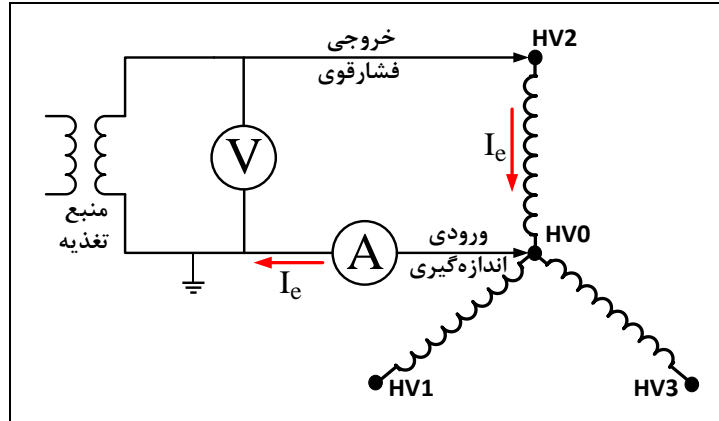 خروجی
فشارقوی
HV2
V
Ie
منبع
تغذیه
HV0
ورودی
اندازه‌گیری
A
Ie
HV1
HV3